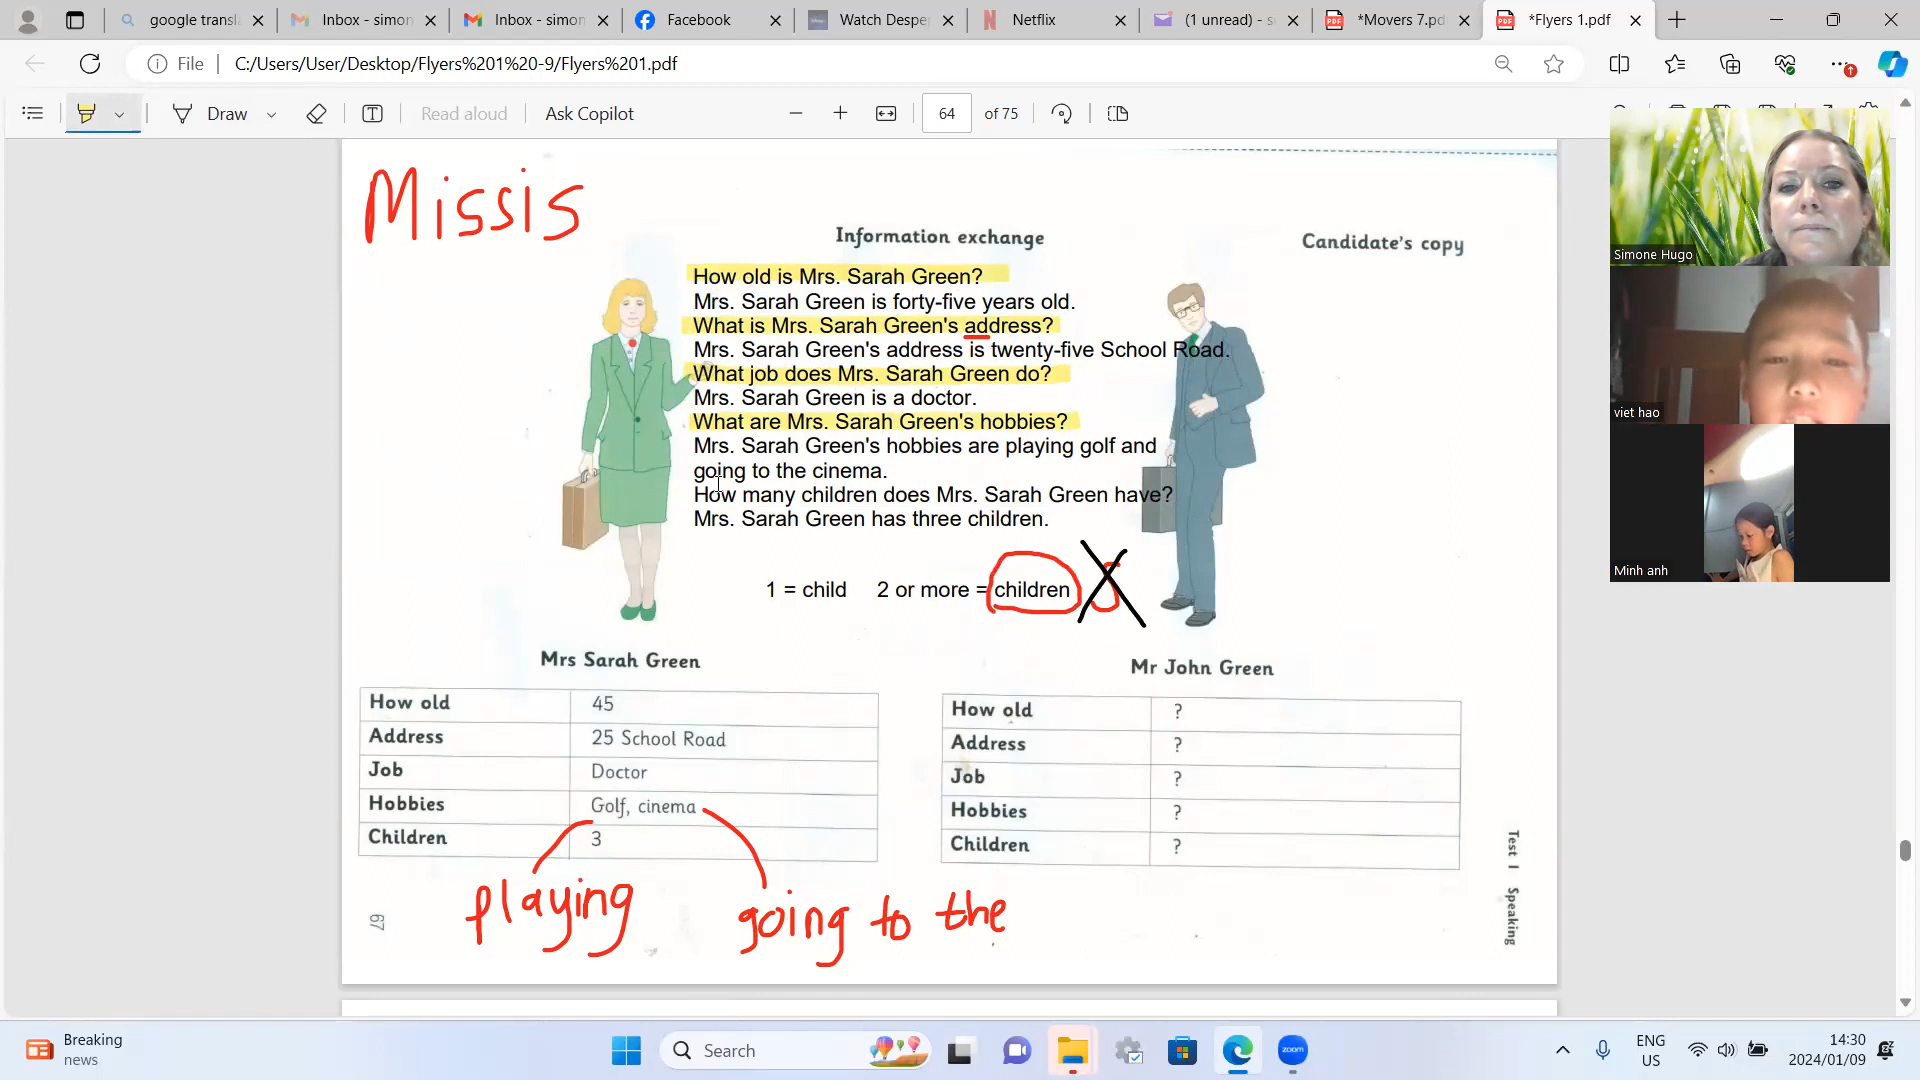 google transl
Inbox - simon
Inbox - simon
Facebook
Watch Despe
Netflix
(1 unread) - s
*Movers 7.pd
*Flyers 1.pdf
File
C:/Users/User/Desktop/Flyers%201%20-9/Flyers%201.pdf
Draw
Read aloud
Ask Copilot
64
of 75
Missis
Information exchange
Candidate's copy
How old is Mrs. Sarah Green?
Mrs. Sarah Green is forty-five years old.
What is Mrs. Sarah Green's address?
Mrs. Sarah Green's address is twenty-five School Road.
What job does Mrs. Sarah Green do?
Mrs. Sarah Green is a doctor.
What are Mrs. Sarah Green's hobbies?
Mrs. Sarah Green's hobbies are playing golf and
going to the cinema.
How many children does Mrs. Sarah Green have?
Mrs. Sarah Green has three children.
1 = child 2 or more = children s
Mrs Sarah Green
How old 45
Address 25 School Road
Job Doctor
Hobbies Golf, cinema
Children 3
playing going to the
Mr John Green
How old ?
Address ?
Job ?
Hobbies ?
Children ?
67
Test 1 Speaking
Simone Hugo
viet hao
Minh anh
Breaking
news
Search
zoom
ENG
US
14:30
2024/01/09